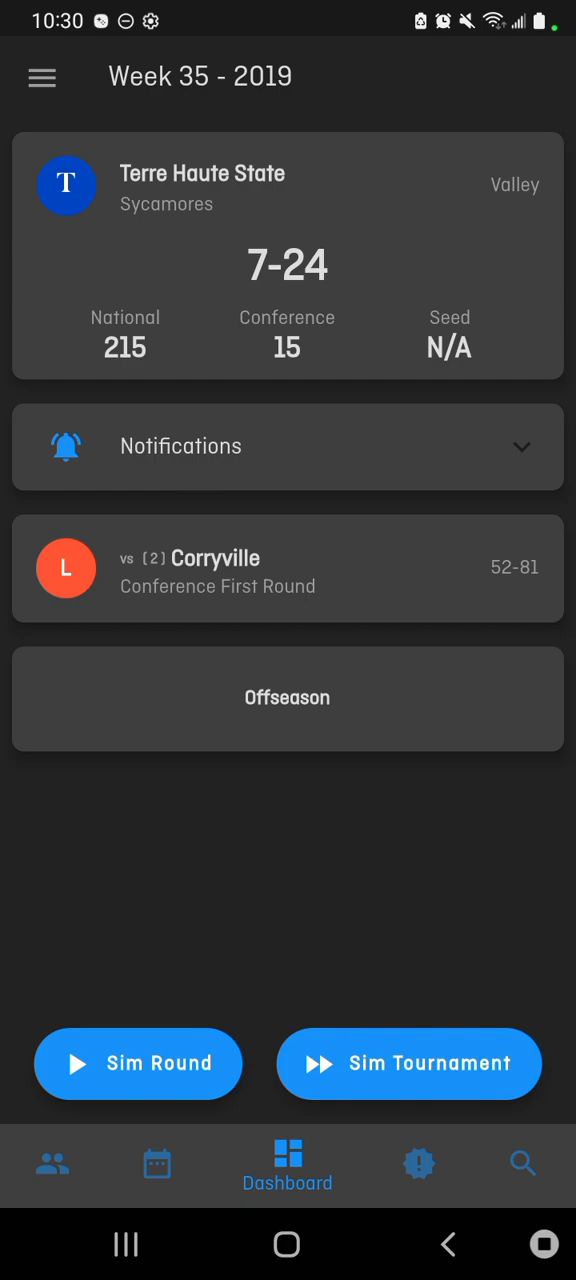 10:30
Week 35 - 2019
T
Terre Haute State
Sycamores
Valley
7-24
National
Conference
Seed
215
15
N/A
Notifications
L
vs (2) Corryville
Conference First Round
52-81
Offseason
Sim Round
Sim Tournament
Dashboard